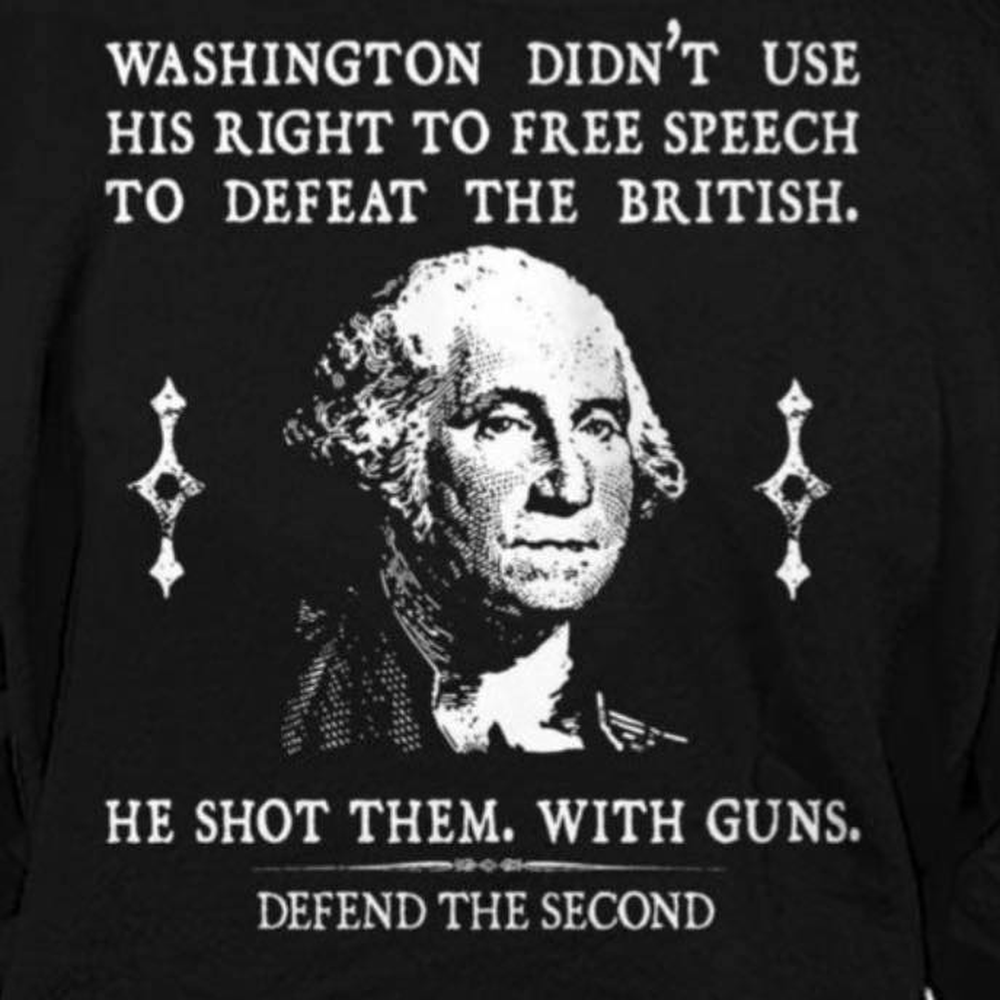 WASHINGTON DIDN'T USE
HIS RIGHT TO FREE SPEECH
TO DEFEAT THE BRITISH.
HE SHOT THEM. WITH GUNS.
DEFEND THE SECOND